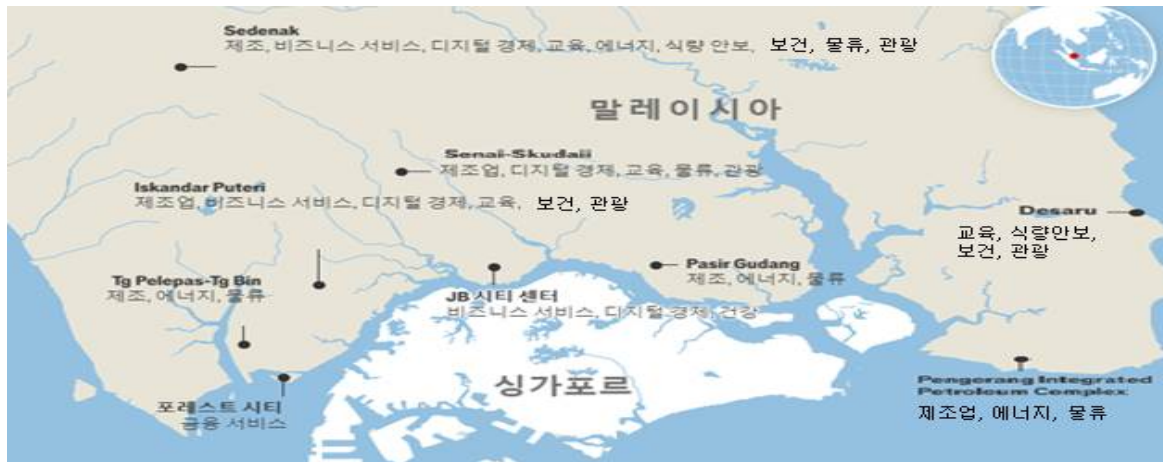 Sedenak
제조, 비즈니스 서비스, 디지털 경제, 교육, 에너지, 식량 안보, 보건, 물류, 관광
말레이시아
Senai-Skudaii
제조업, 디지털 경제, 교육, 물류, 관광
Iskandar Puteri
제조업, 비즈니스 서비스, 디지털 경제, 교육, 보건, 관광
Desaru
교육, 식량안보,
보건, 관광
Pasir Gudang
제조, 에너지, 물류
Tg Pelepas-Tg Bin
제조, 에너지, 물류
JB 시티 센터
비즈니스 서비스, 디지털 경제, 건강
싱가포르
Pengerang Integrated
Petroleum Complex
제조업, 에너지, 물류
포레스트 시티
금융 서비스